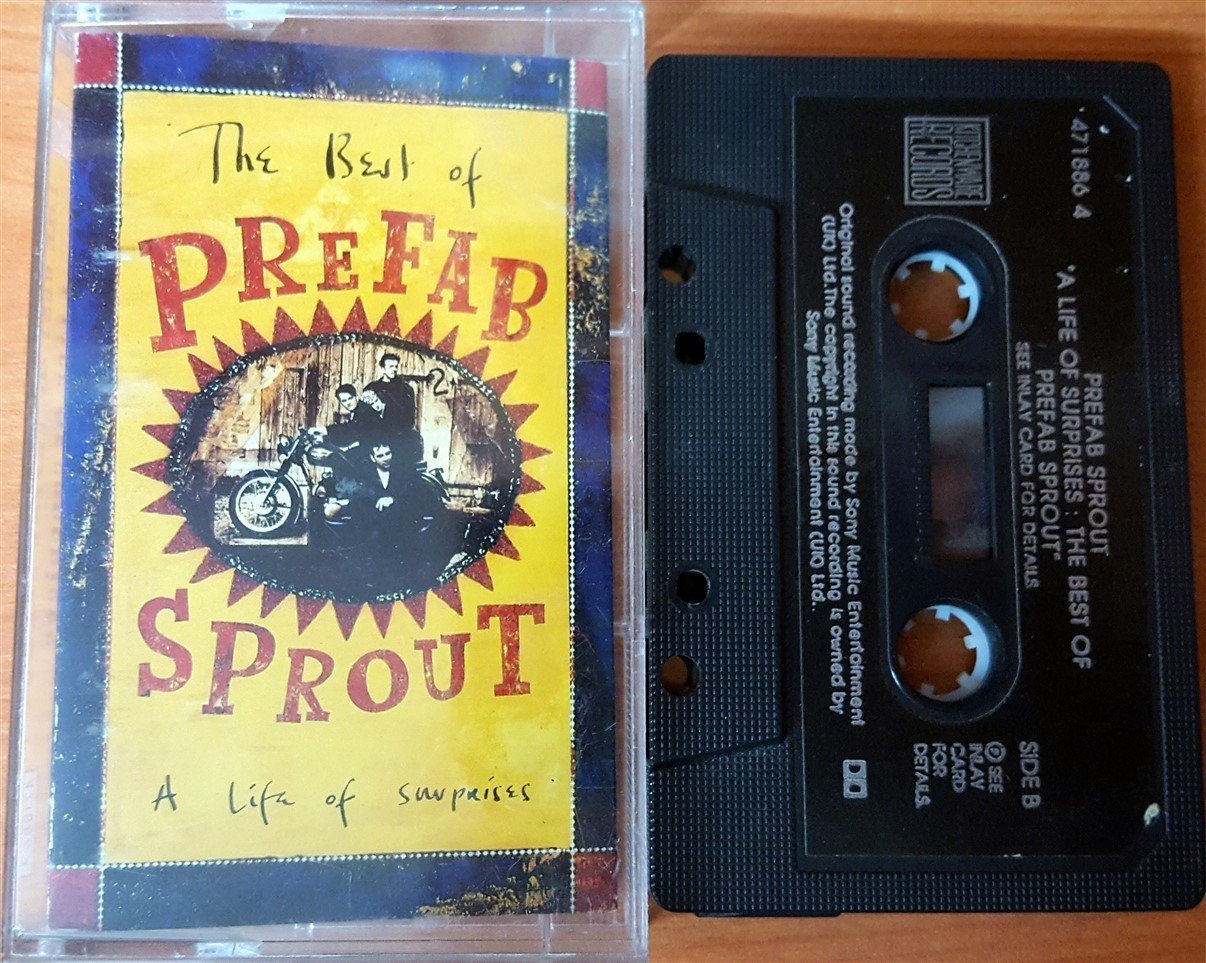 The Best of
PREFAB
2
SPROUT
A Life of surprises
471886 4
KITCHENWARE
RECORDS
PREFAB SPROUT
"A LIFE OF SURPRISES : THE BEST OF
PREFAB SPROUT"
SEE INLAY CARD FOR DETAILS
SIDE B
Ⓟ SEE
INLAY
CARD
FOR
DETAILS.
Original sound recording made by Sony Music Entertainment
(UK) Ltd. The copyright in this sound recording is owned by
Sony Music Entertainment (UK) Ltd..